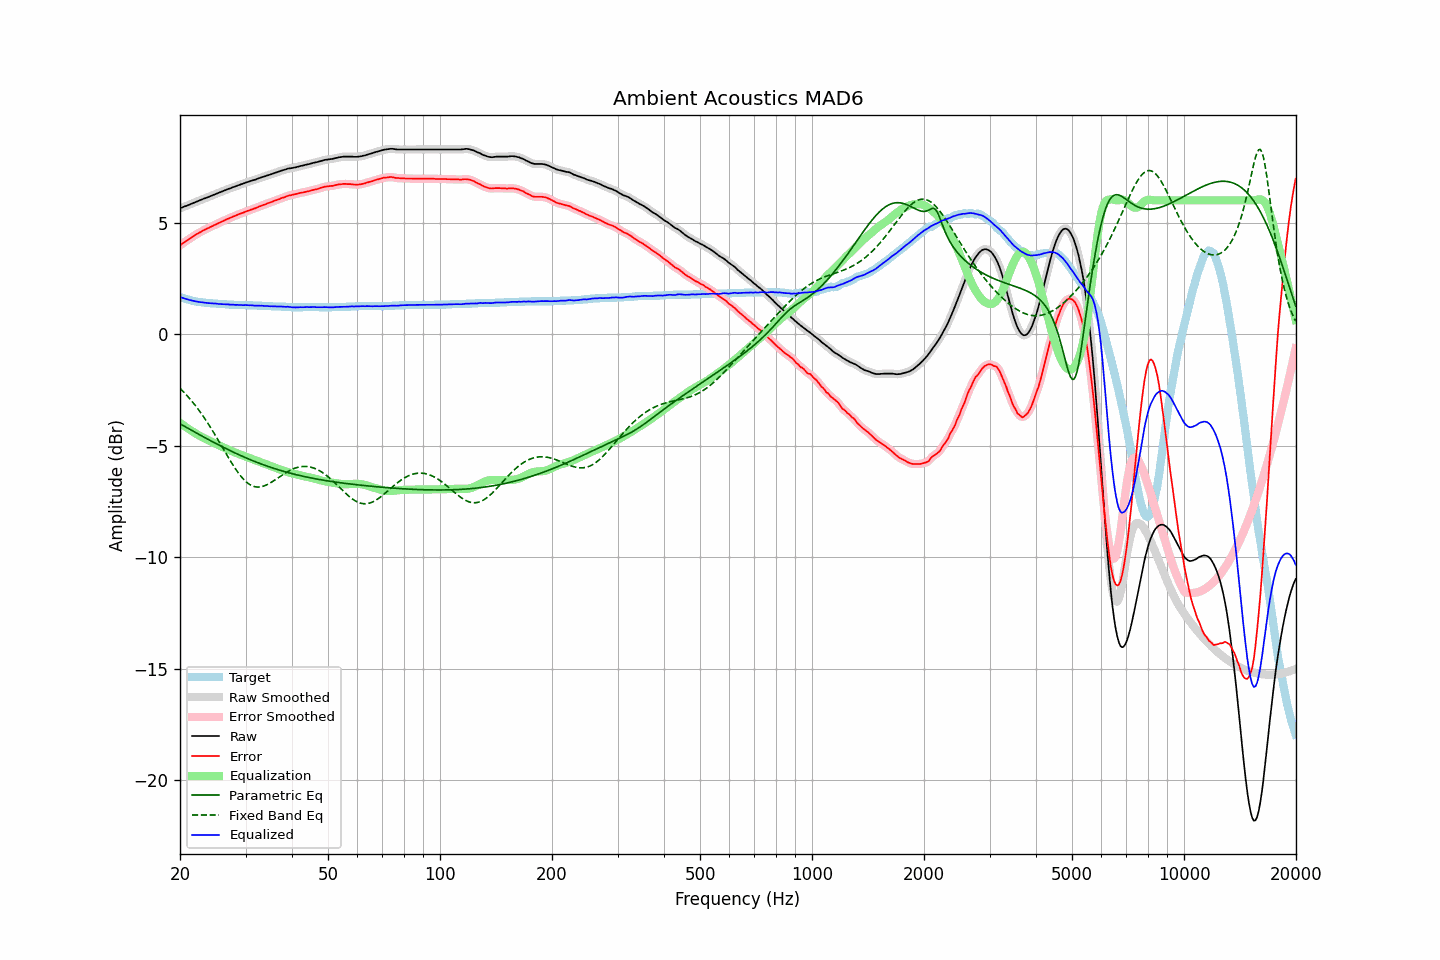 Ambient Acoustics MAD6
Amplitude (dBr)
5
0
−5
−10
−15
−20
Target
Raw Smoothed
Error Smoothed
Raw
Error
Equalization
Parametric Eq
Fixed Band Eq
Equalized
20 50 100 200 500 1000 2000 5000 10000 20000
Frequency (Hz)